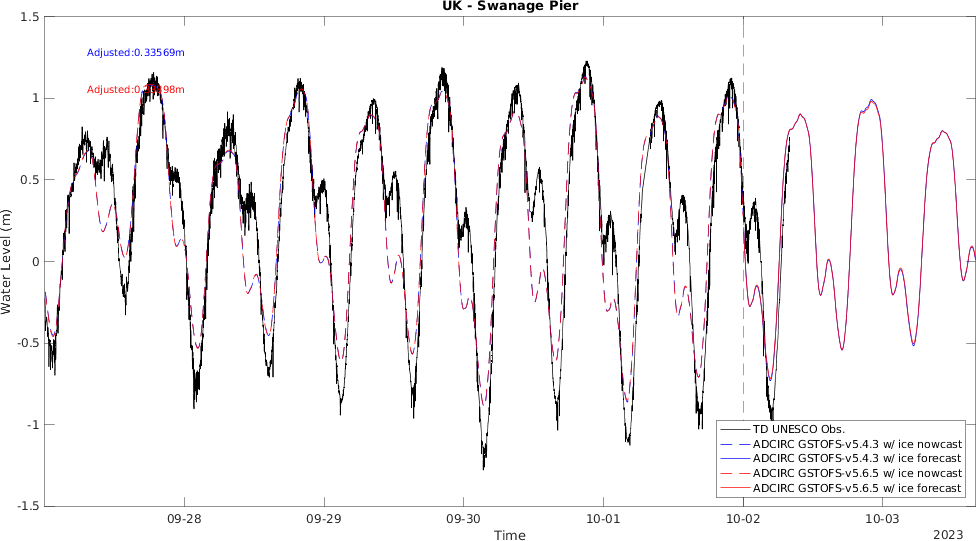 UK - Swanage Pier
1.5
Adjusted:0.33569m
1
0.5
0
-0.5
-1
-1.5
Water Level (m)
09-28
09-29
09-30
10-01
10-02
10-03
Time
2023
TD UNESCO Obs.
ADCIRC GSTOFS-v5.4.3 w/ ice nowcast
ADCIRC GSTOFS-v5.4.3 w/ ice forecast
ADCIRC GSTOFS-v5.6.5 w/ ice nowcast
ADCIRC GSTOFS-v5.6.5 w/ ice forecast